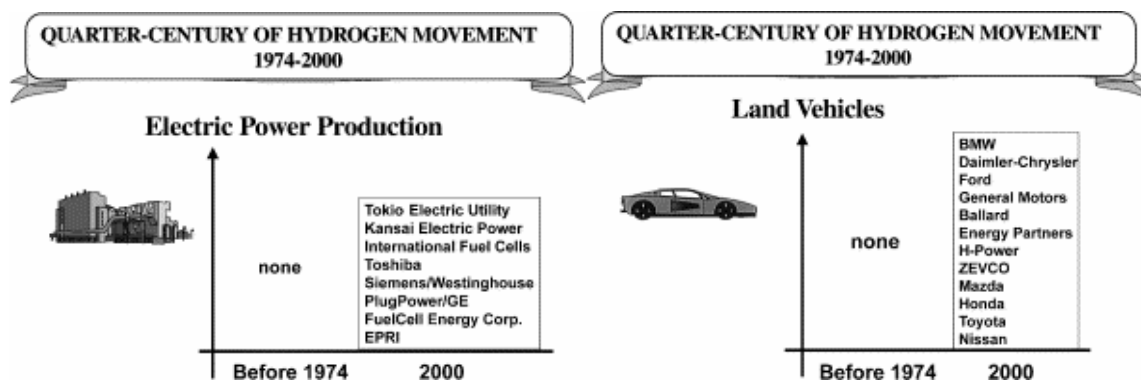 QUARTER-CENTURY OF HYDROGEN MOVEMENT
1974-2000
Electric Power Production
none
Tokio Electric Utility
Kansai Electric Power
International Fuel Cells
Toshiba
Siemens/Westinghouse
PlugPower/GE
FuelCell Energy Corp.
EPRI
Before 1974
2000
QUARTER-CENTURY OF HYDROGEN MOVEMENT
1974-2000
Land Vehicles
none
BMW
Daimler-Chrysler
Ford
General Motors
Ballard
Energy Partners
H-Power
ZEVCO
Mazda
Honda
Toyota
Nissan
Before 1974
2000